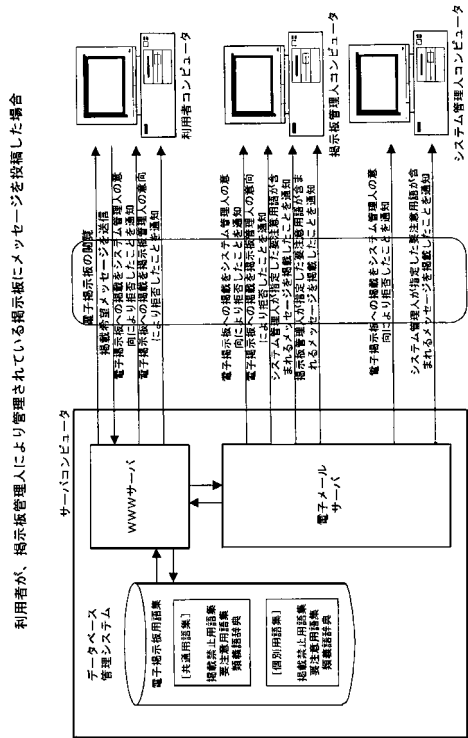 利用者が、掲示板管理人により管理されている掲示板にメッセージを投稿した場合
サーバコンピュータ
データベース
管理システム
電子掲示板用語集
[共通用語集]
掲載禁止用語集
要注意用語集
類義語辞典
[個別用語集]
掲載禁止用語集
要注意用語集
類義語辞典
WWWサーバ
電子メール
サーバ
電子掲示板の閲覧
掲載希望メッセージを送信
電子掲示板への掲載をシステム管理人の意
向により拒否したことを通知
電子掲示板への掲載を掲示板管理人の意向
により拒否したことを通知
電子掲示板への掲載をシステム管理人の意
向により拒否したことを通知
電子掲示板への掲載を掲示板管理人の意向
により拒否したことを通知
システム管理人が指定した要注意用語が含
まれるメッセージを掲載したことを通知
掲示板管理人が指定した要注意用語が含ま
れるメッセージを掲載したことを通知
電子掲示板への掲載をシステム管理人の意
向により拒否したことを通知
システム管理人が指定した要注意用語が含
まれるメッセージを掲載したことを通知
利用者コンピュータ
掲示板管理人コンピュータ
システム管理人コンピュータ